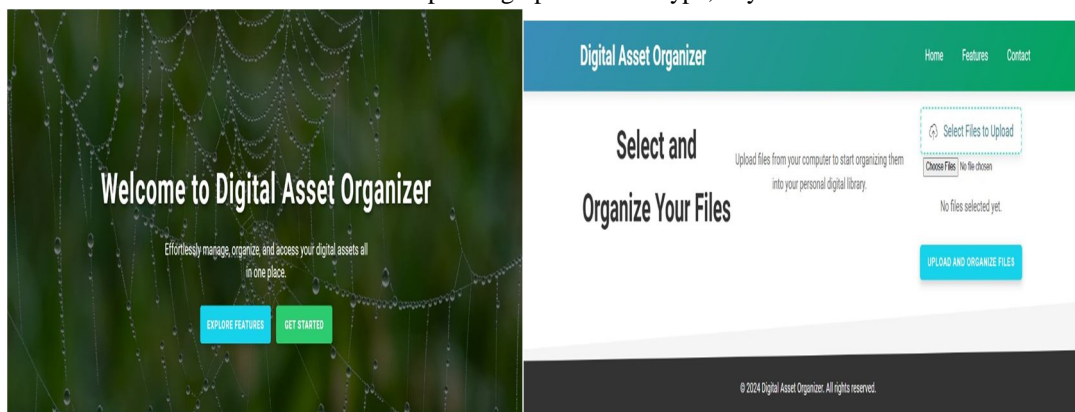 Welcome to Digital Asset Organizer
Effortlessly manage, organize, and access your digital assets all
in one place.
EXPLORE FEATURES
GET STARTED
Digital Asset Organizer
Home
Features
Contact
Select and
Organize Your Files
Upload files from your computer to start organizing them
into your personal digital library.
Select Files to Upload
Choose Files No file chosen
No files selected yet.
UPLOAD AND ORGANIZE FILES
© 2024 Digital Asset Organizer. All rights reserved.